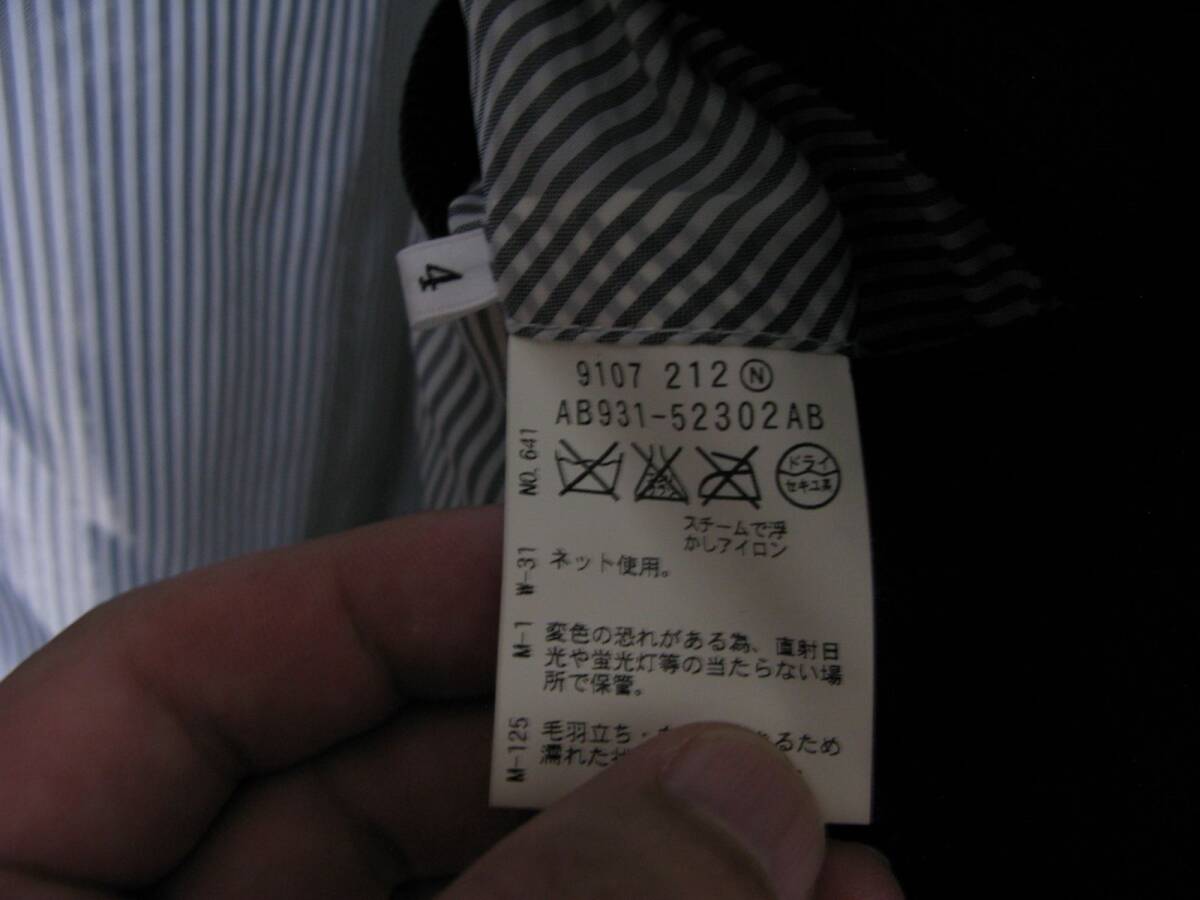 4
9107 212 Ⓝ
AB931-52302AB
NO. 641
ドライ
セキユ系
スチームで浮
かしアイロン
W-31 ネット使用。
M-1 変色の恐れがある為、直射日
光や蛍光灯等の当たらない場
所で保管。
M-125 毛羽立ち・
るため
濡れた